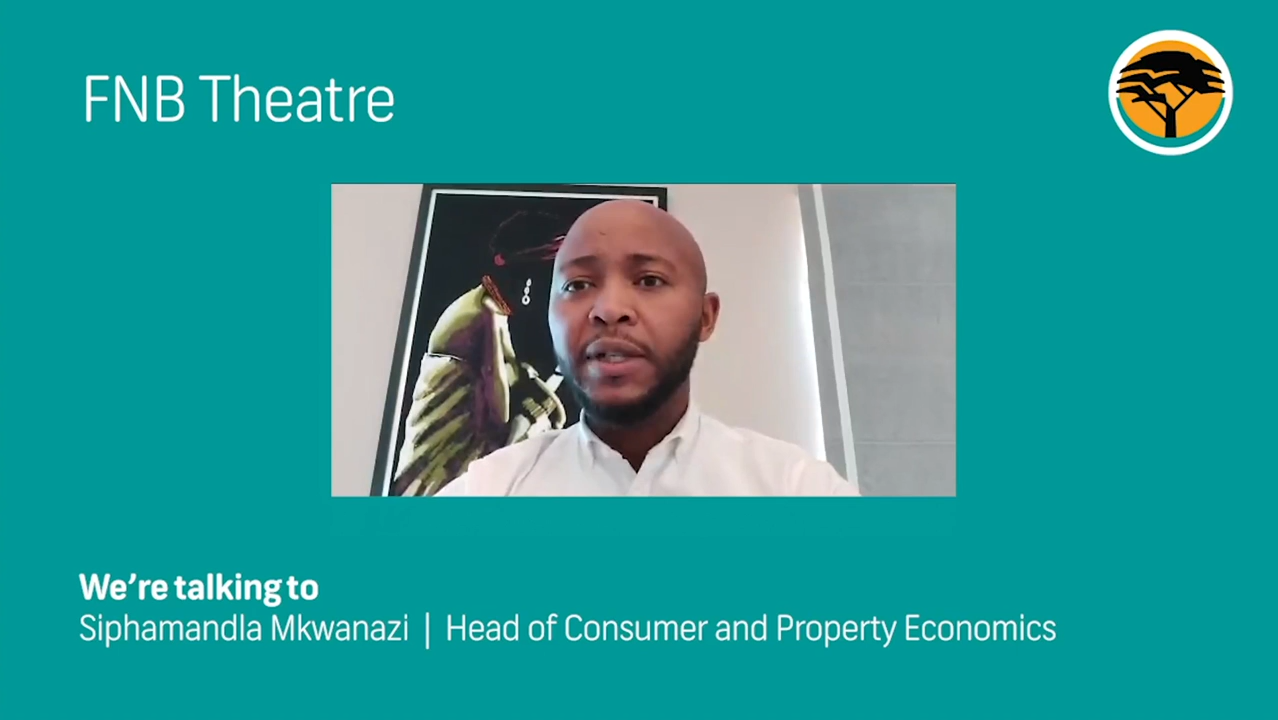 FNB Theatre
We're talking to
Siphamandla Mkwanazi | Head of Consumer and Property Economics